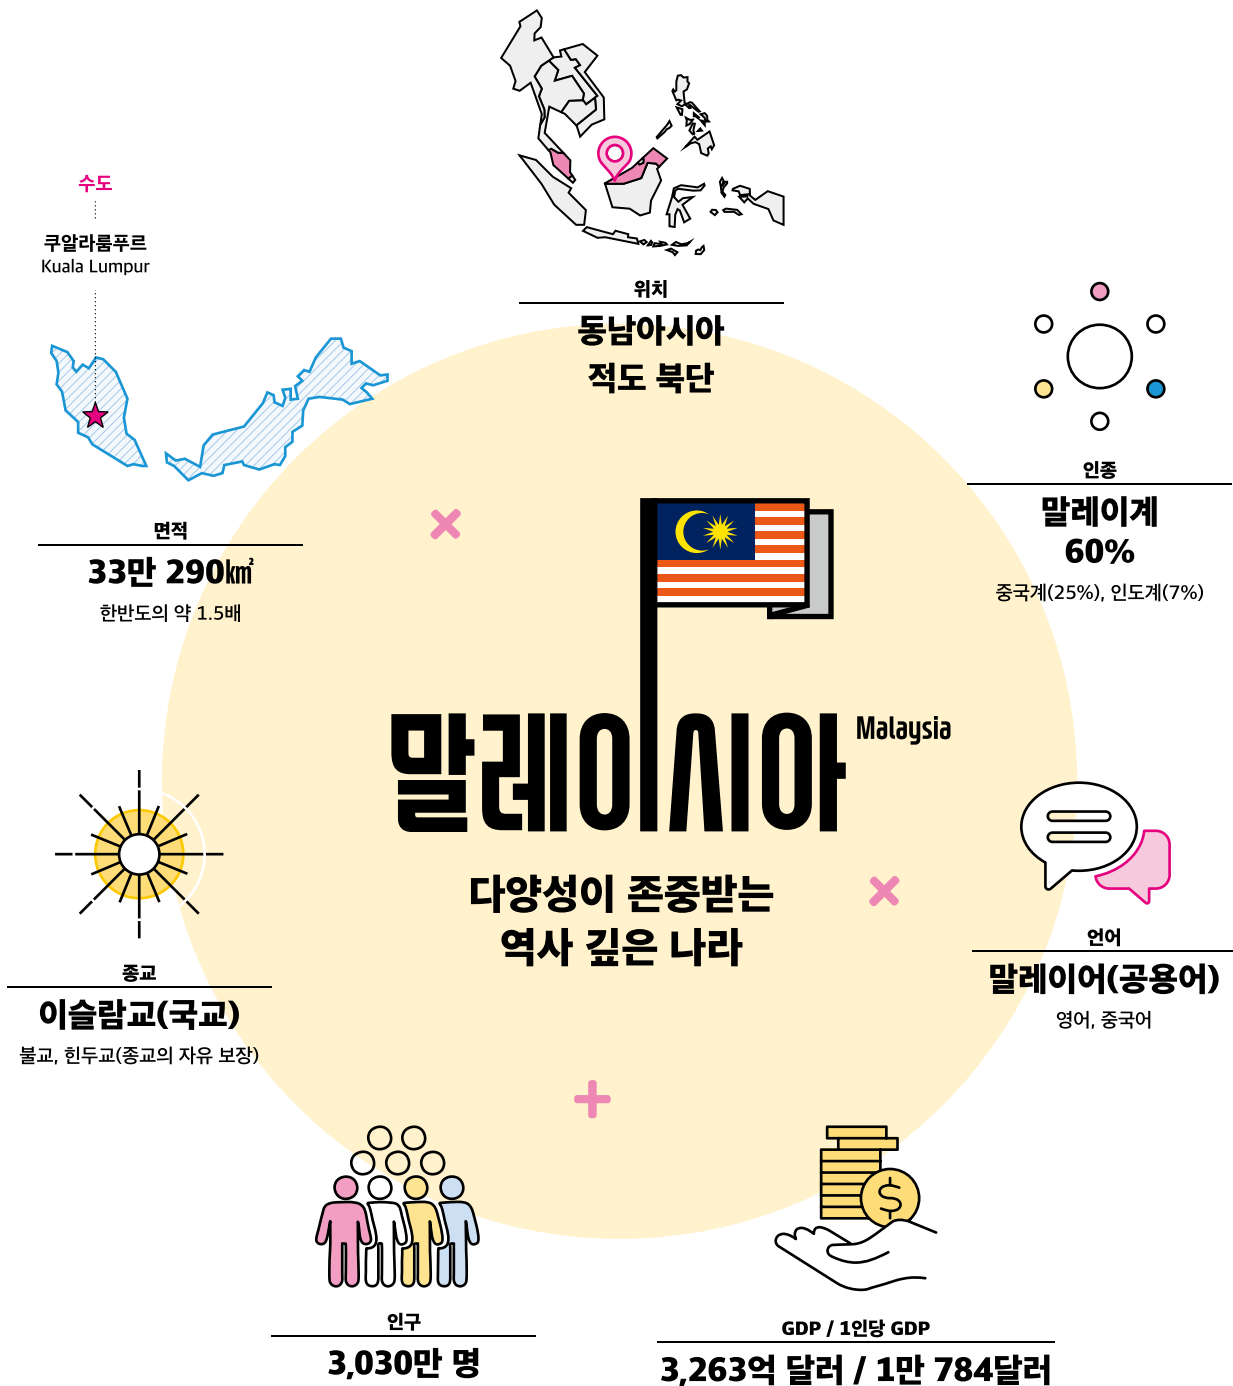 위치
동남아시아
적도 북단
수도
쿠알라룸푸르
Kuala Lumpur
면적
33만 290㎢
한반도의 약 1.5배
인종
말레이계
60%
중국계(25%), 인도계(7%)
말레이시아 Malaysia
다양성이 존중받는
역사 깊은 나라
종교
이슬람교(국교)
불교, 힌두교(종교의 자유 보장)
언어
말레이어(공용어)
영어, 중국어
인구
3,030만 명
GDP / 1인당 GDP
3,263억 달러 / 1만 784달러
$